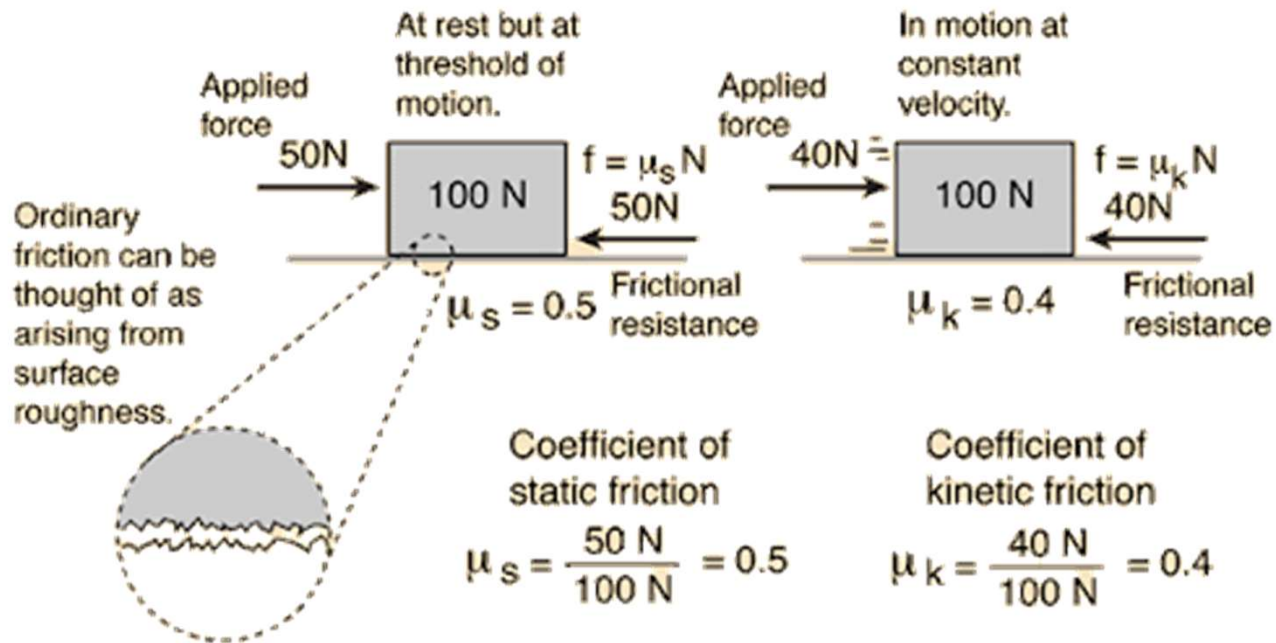 At rest but at
threshold of
motion.
Applied
force
50N
100 N
f = μs N
50N
μs = 0.5
Frictional
resistance
In motion at
constant
velocity.
Applied
force
40N
100 N
f = μk N
40N
μk = 0.4
Frictional
resistance
Ordinary
friction can be
thought of as
arising from
surface
roughness.
Coefficient of
static friction
μs = 50 N / 100 N = 0.5
Coefficient of
kinetic friction
μk = 40 N / 100 N = 0.4